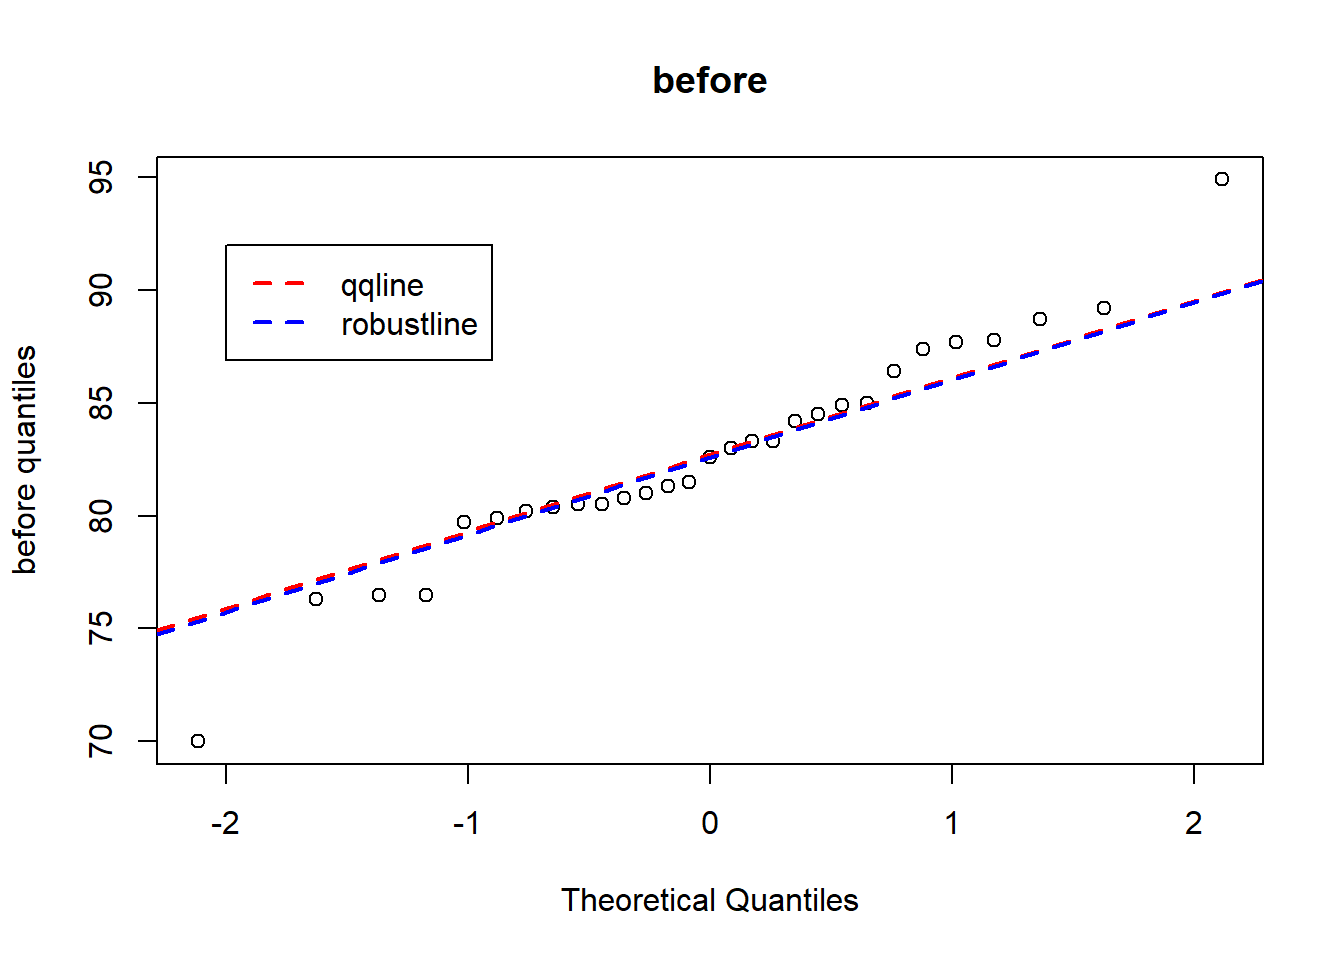 before
95
90
85
80
75
70
before quantiles
qqline
robustline
-2
-1
0
1
2
Theoretical Quantiles